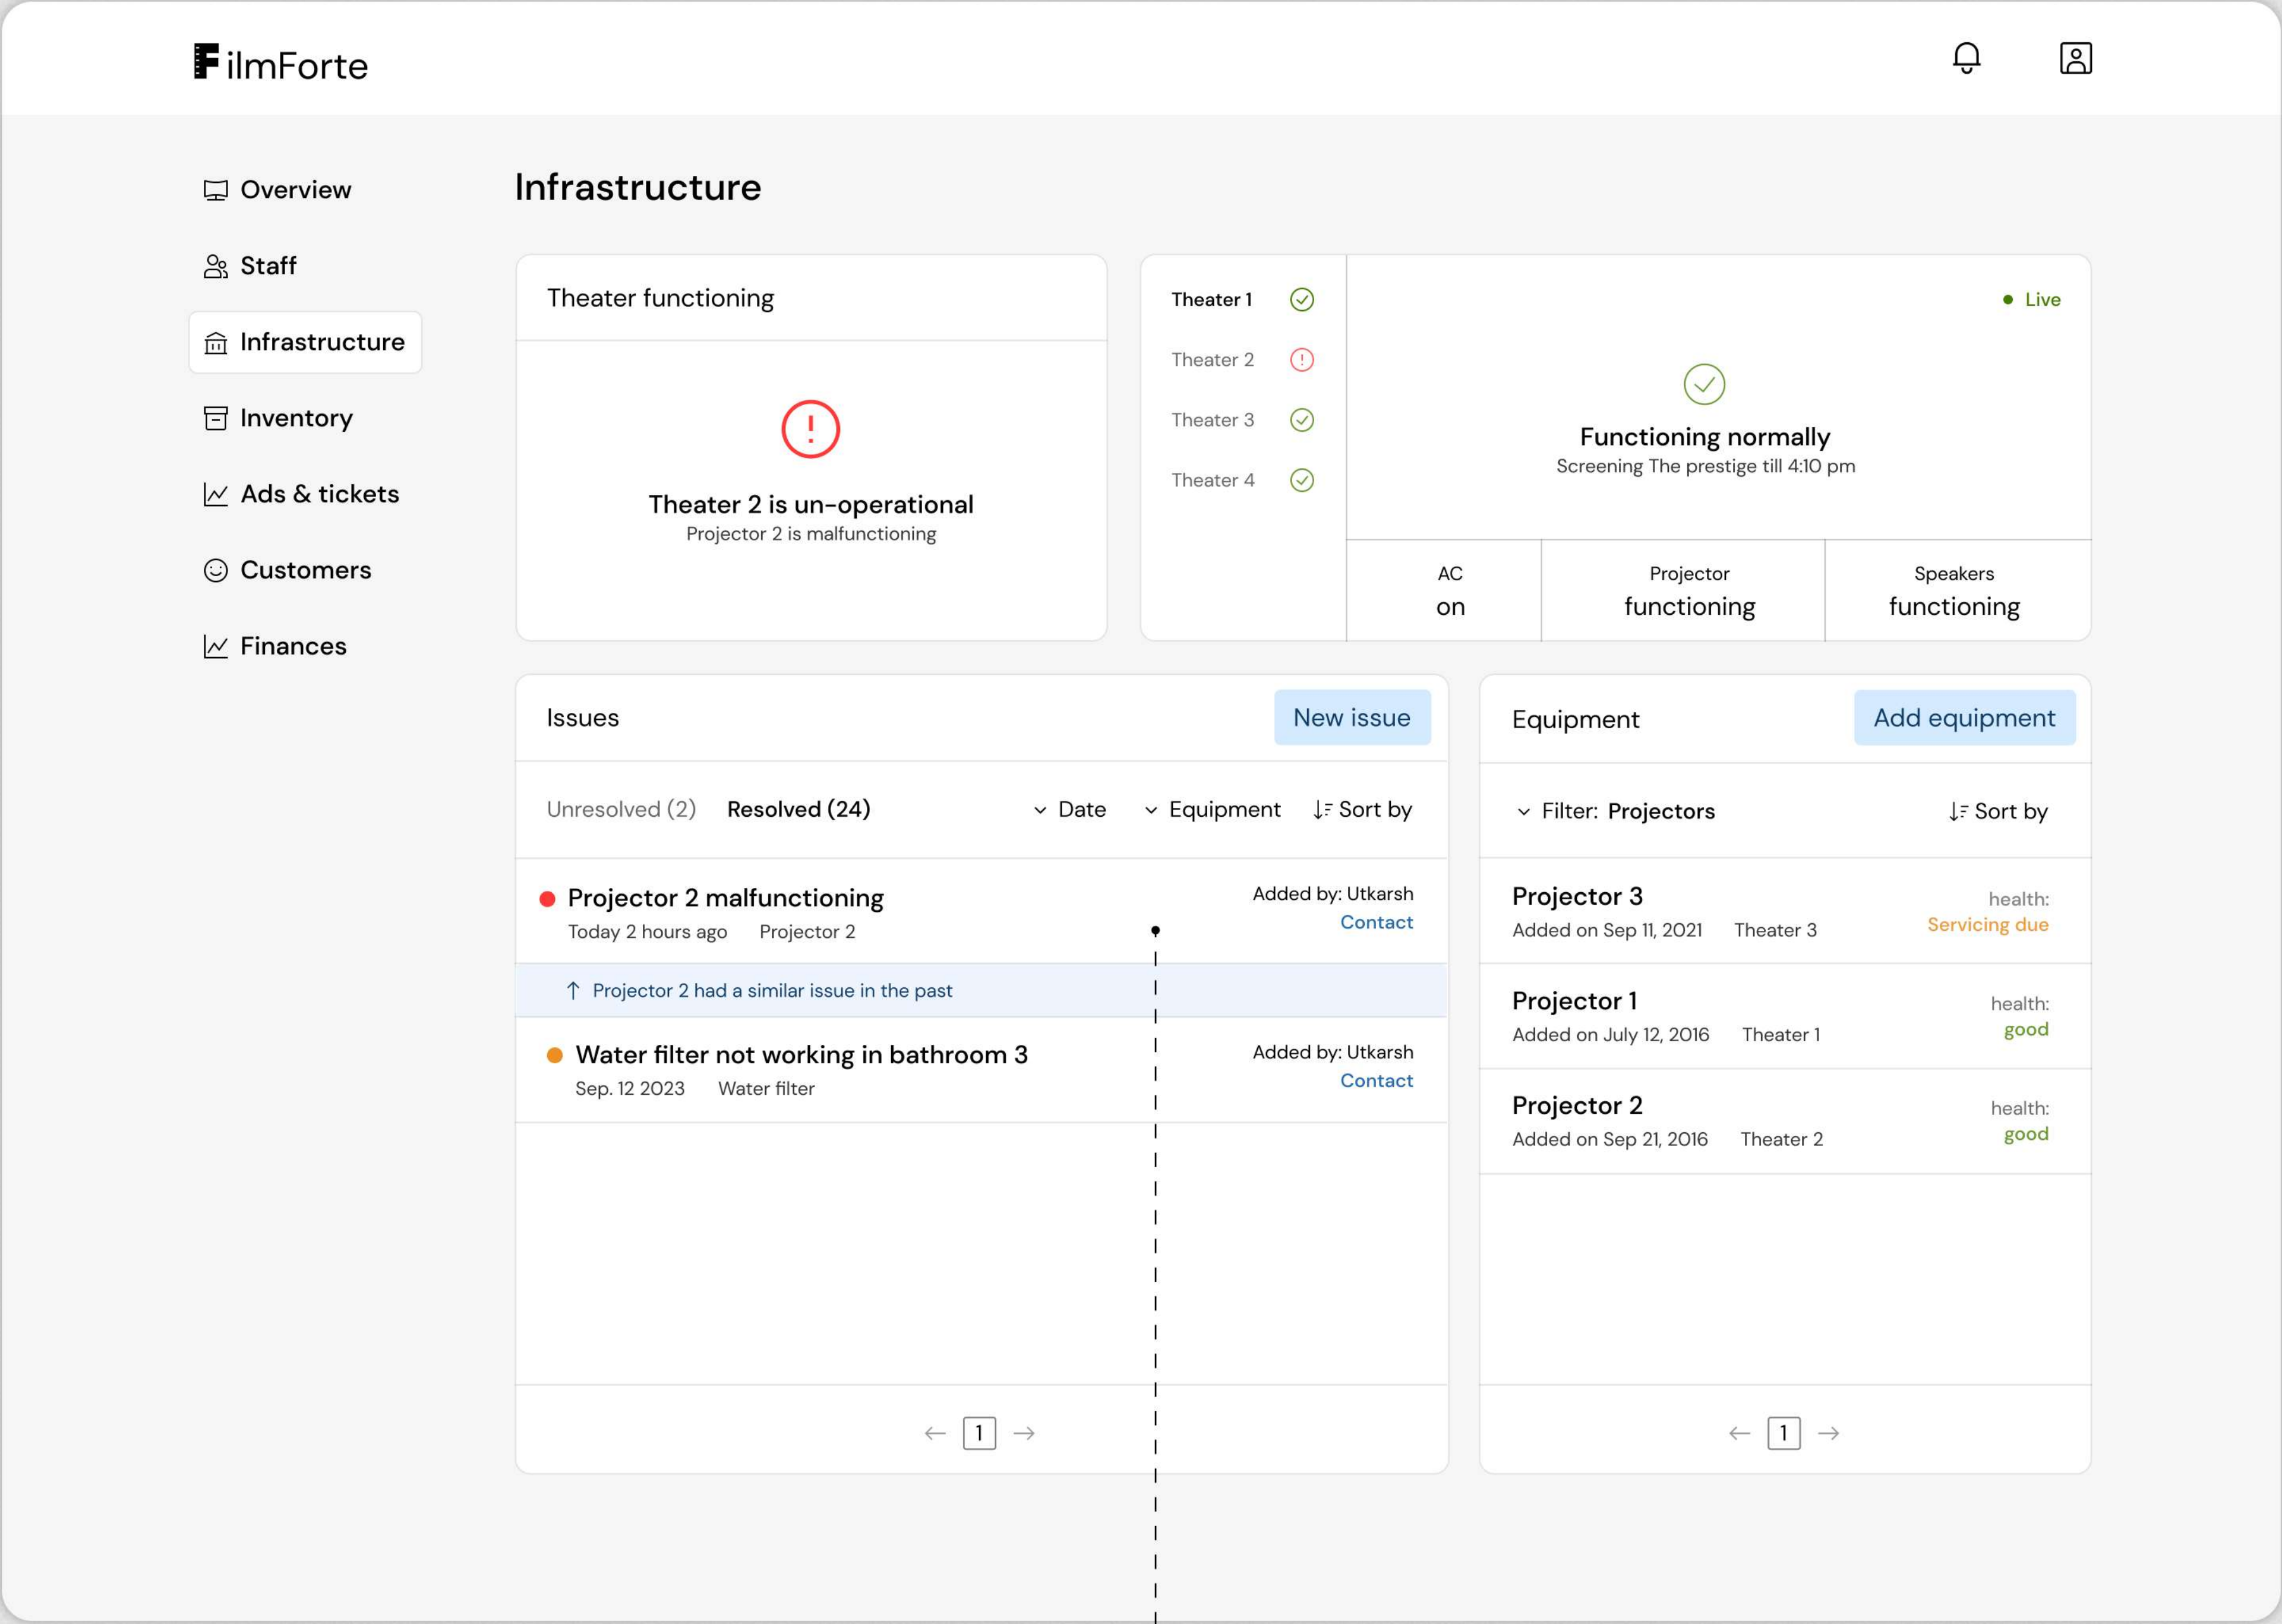 FilmForte
Overview
Staff
Infrastructure
Inventory
Ads & tickets
Customers
Finances
Infrastructure
Theater functioning
!
Theater 2 is un-operational
Projector 2 is malfunctioning
Theater 1
Theater 2 !
Theater 3
Theater 4
Live
Functioning normally
Screening The prestige till 4:10 pm
AC
on
Projector
functioning
Speakers
functioning
Issues
New issue
Unresolved (2) Resolved (24) Date Equipment Sort by
Projector 2 malfunctioning
Today 2 hours ago Projector 2
Added by: Utkarsh
Contact
↑ Projector 2 had a similar issue in the past
Water filter not working in bathroom 3
Sep. 12 2023 Water filter
Added by: Utkarsh
Contact
← 1 →
Equipment
Add equipment
Filter: Projectors Sort by
Projector 3
Added on Sep 11, 2021 Theater 3
health:
Servicing due
Projector 1
Added on July 12, 2016 Theater 1
health:
good
Projector 2
Added on Sep 21, 2016 Theater 2
health:
good
← 1 →